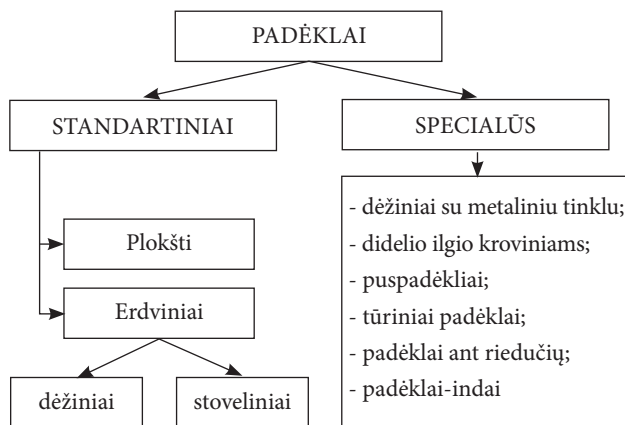 PADĖKLAI
STANDARTINIAI
SPECIALŪS
Plokšti
Erdviniai
dėžiniai
stoveliniai
- dėžiniai su metaliniu tinklu;
- didelio ilgio kroviniams;
- puspadėkliai;
- tūriniai padėklai;
- padėklai ant riedučių;
- padėklai-indai